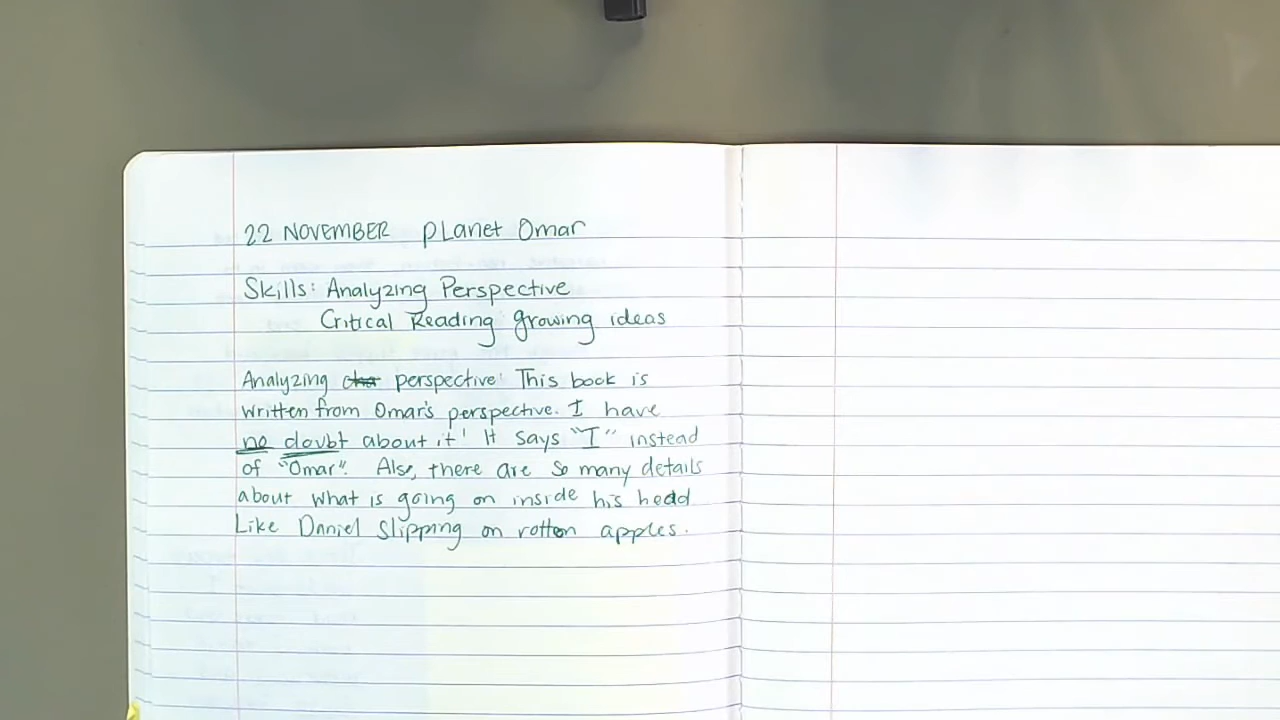 22 NOVEMBER planet Omar
Skills: Analyzing Perspective
Critical Reading growing ideas
Analyzing perspective: This book is
written from Omar's perspective. I have
no doubt about it! It says "I" instead
of "Omar". Also, there are so many details
about what is going on inside his head
Like Daniel slipping on rotten apples.